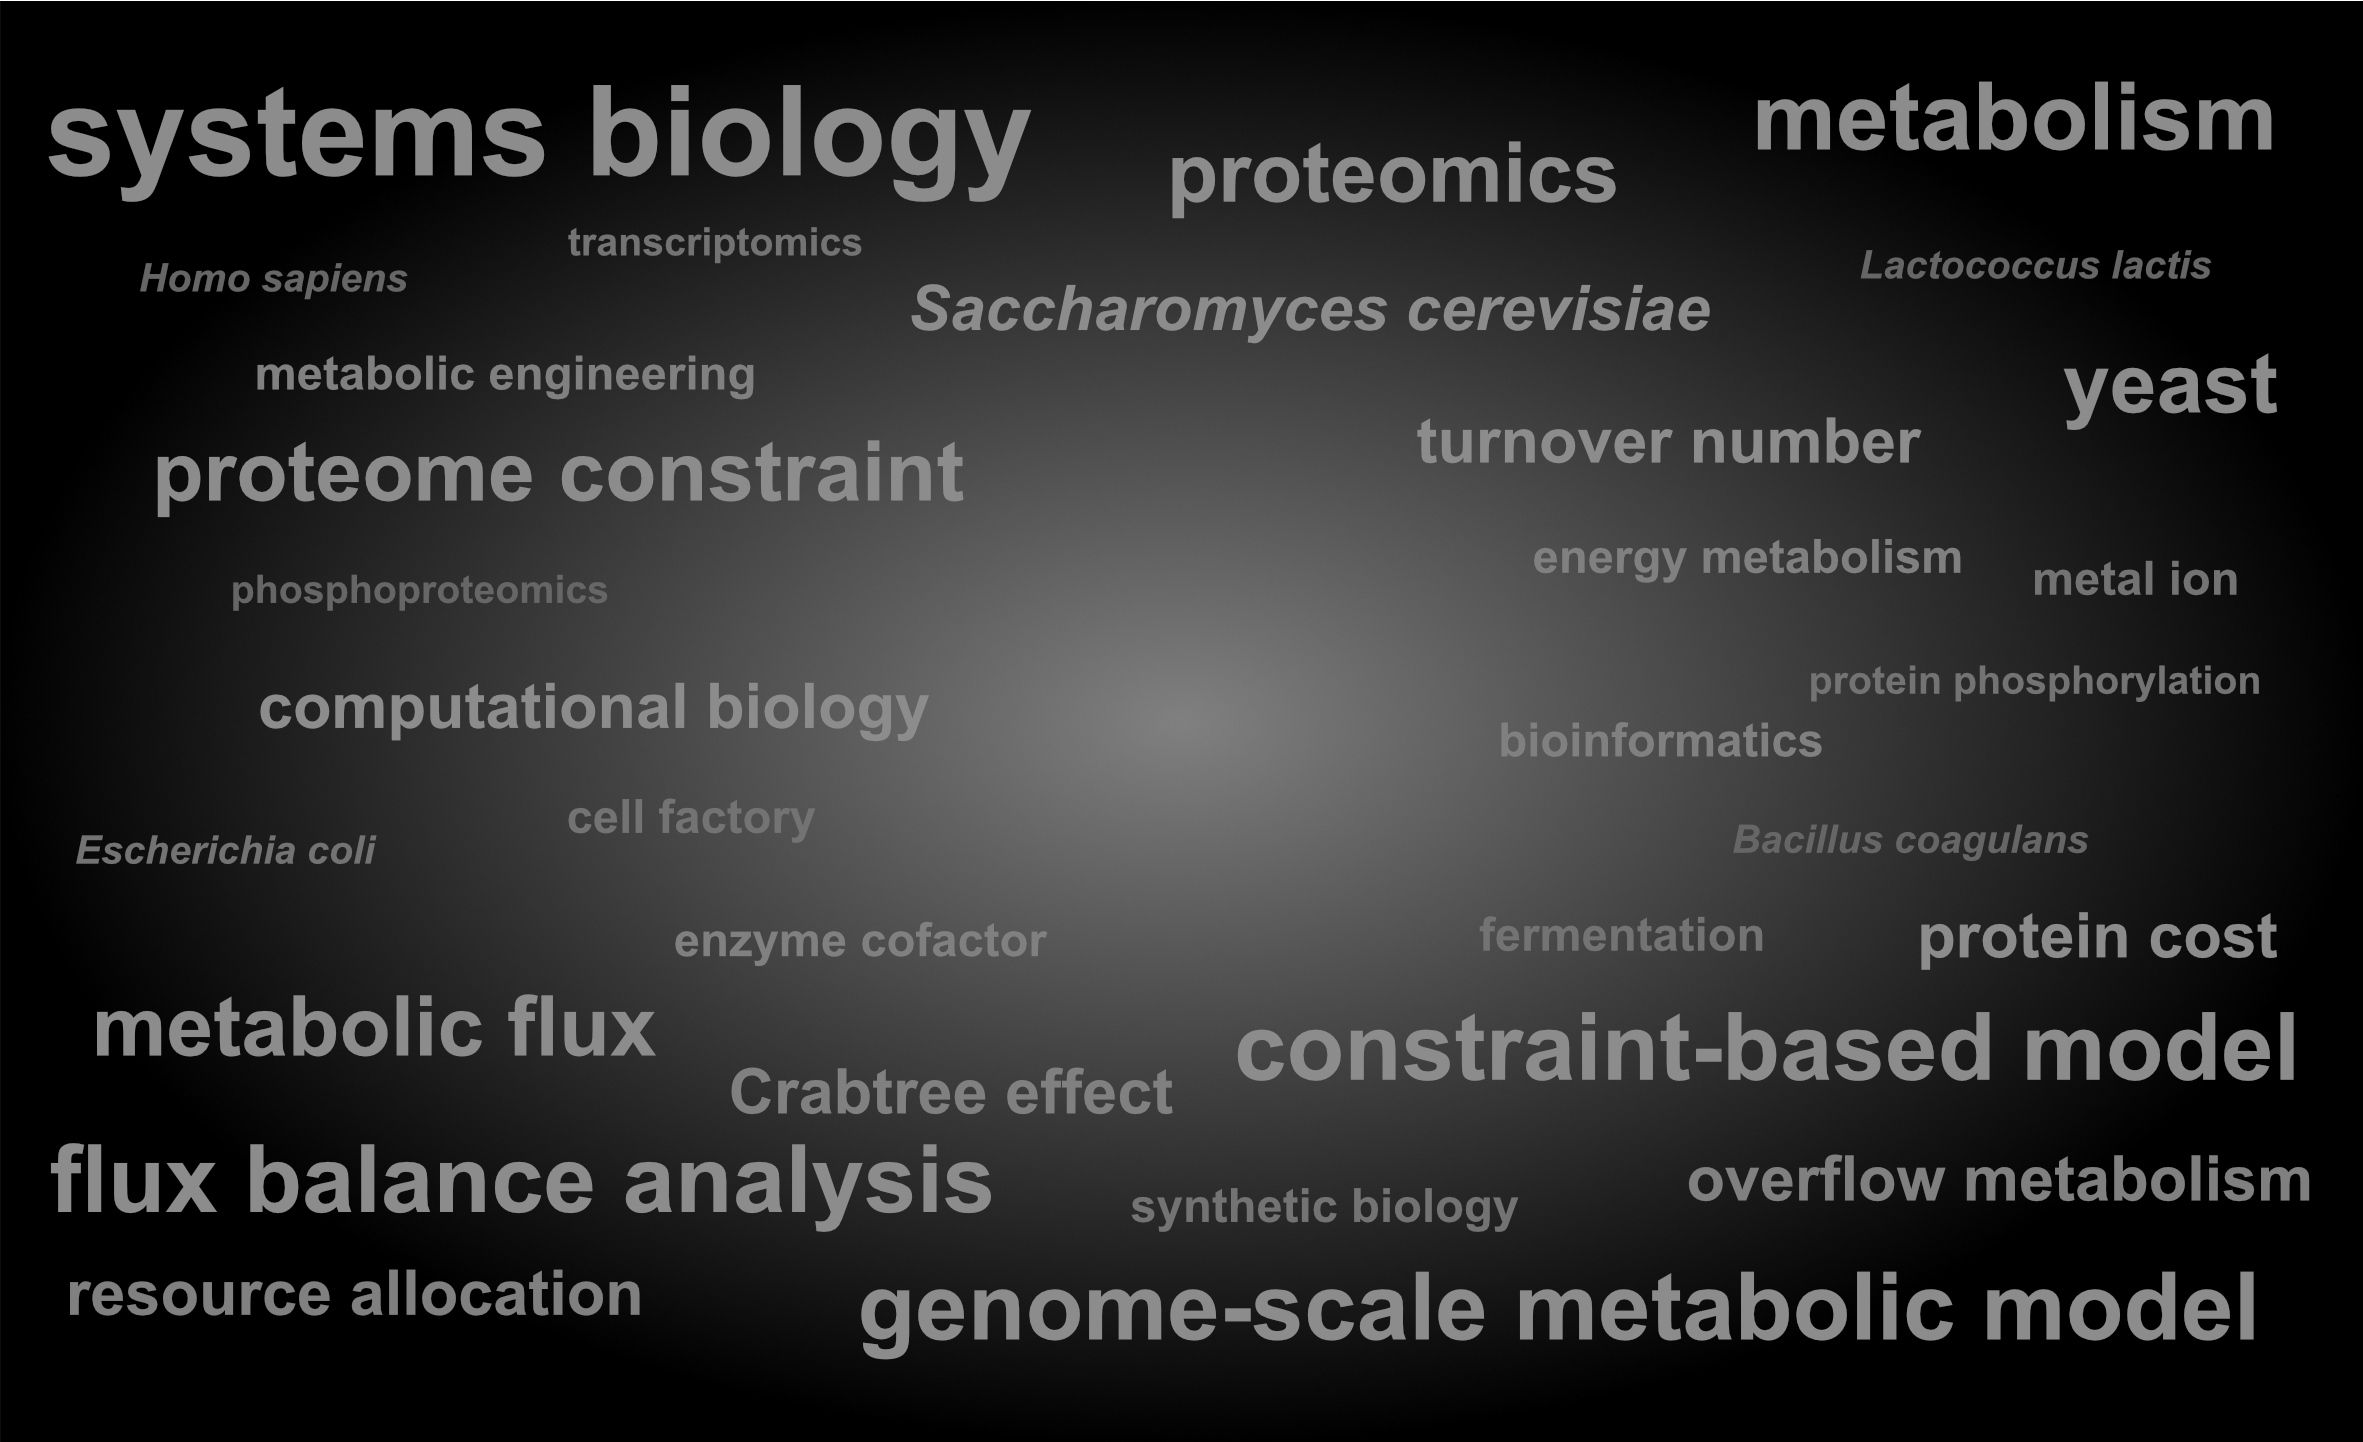 systems biology
metabolism
proteomics
transcriptomics
Homo sapiens
Lactococcus lactis
Saccharomyces cerevisiae
metabolic engineering
yeast
turnover number
proteome constraint
energy metabolism
metal ion
phosphoproteomics
protein phosphorylation
computational biology
bioinformatics
cell factory
Bacillus coagulans
Escherichia coli
enzyme cofactor
fermentation
protein cost
metabolic flux
constraint-based model
Crabtree effect
flux balance analysis
overflow metabolism
synthetic biology
resource allocation
genome-scale metabolic model